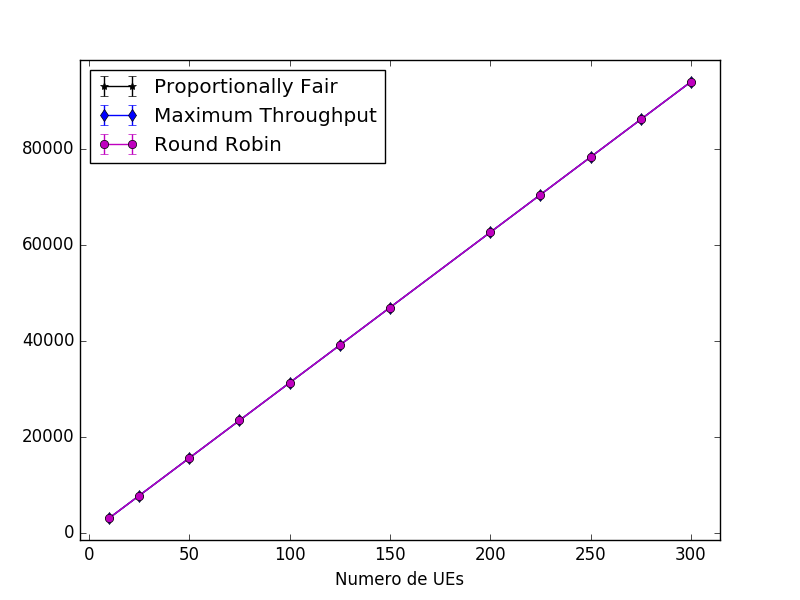 Proportionally Fair
Maximum Throughput
Round Robin
80000
60000
40000
20000
0
0 50 100 150 200 250 300
Numero de UEs